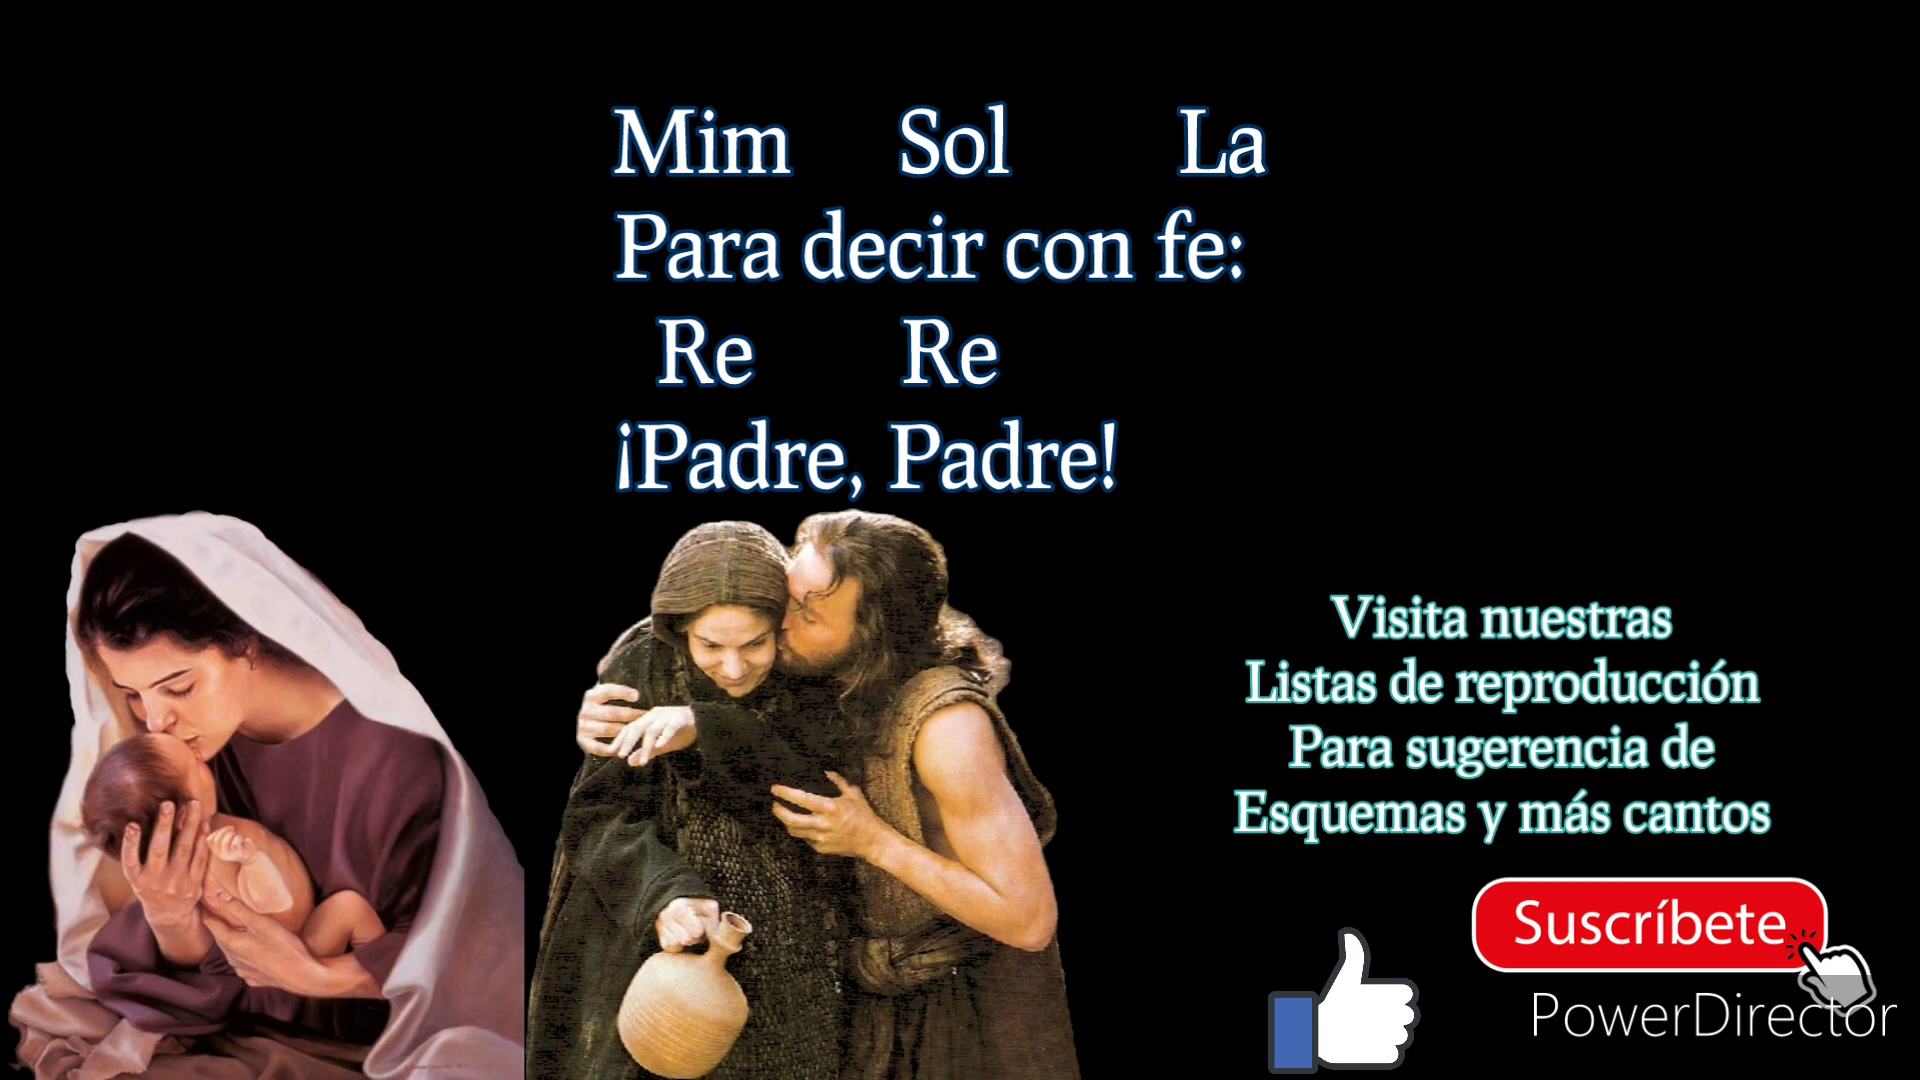 Mim Sol La
Para decir con fe:
Re Re
¡Padre, Padre!
Visita nuestras
Listas de reproducción
Para sugerencia de
Esquemas y más cantos
Suscríbete
PowerDirector